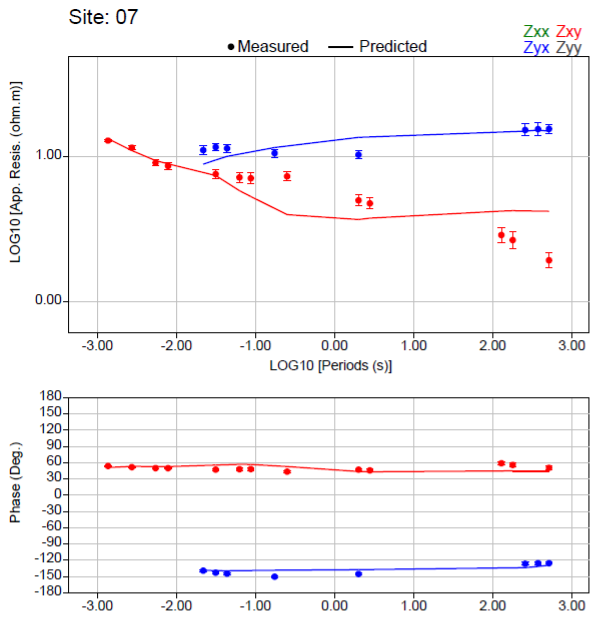 Site: 07
Measured
Predicted
Zxx Zxy
Zyx Zyy
LOG10 [App. Resis. (ohm.m)]
1.00
0.00
-3.00 -2.00 -1.00 0.00 1.00 2.00 3.00
LOG10 [Periods (s)]
Phase (Deg.)
180
150
120
90
60
30
0
-30
-60
-90
-120
-150
-180
-3.00 -2.00 -1.00 0.00 1.00 2.00 3.00